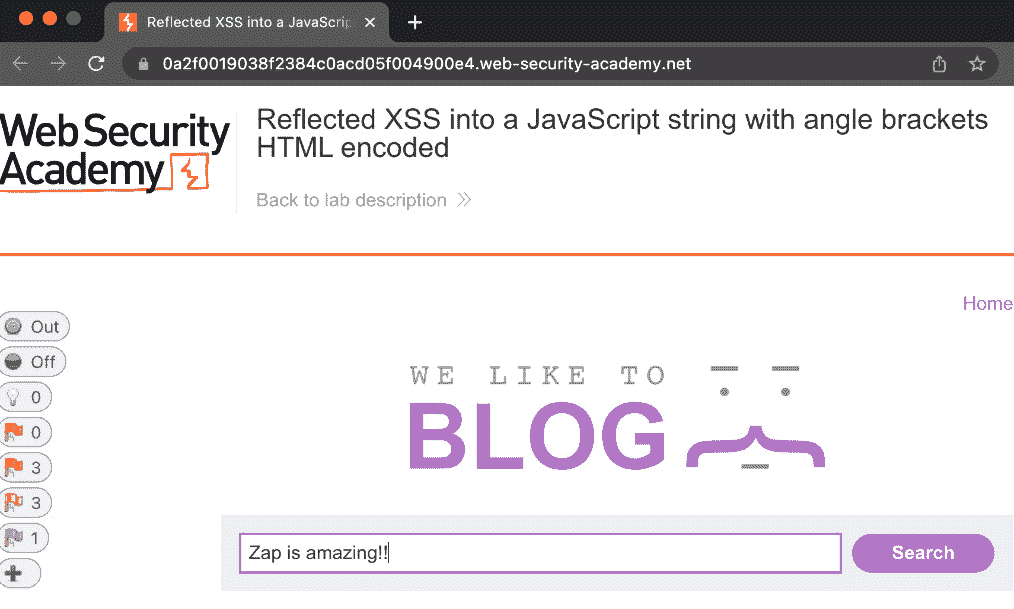 Reflected XSS into a JavaScrip
0a2f0019038f2384c0acd05f004900e4.web-security-academy.net
Web Security
Academy
Reflected XSS into a JavaScript string with angle brackets
HTML encoded
Back to lab description
Home
Out
Off
0
0
3
3
1
WE LIKE TO
BLOG
Zap is amazing!!
Search